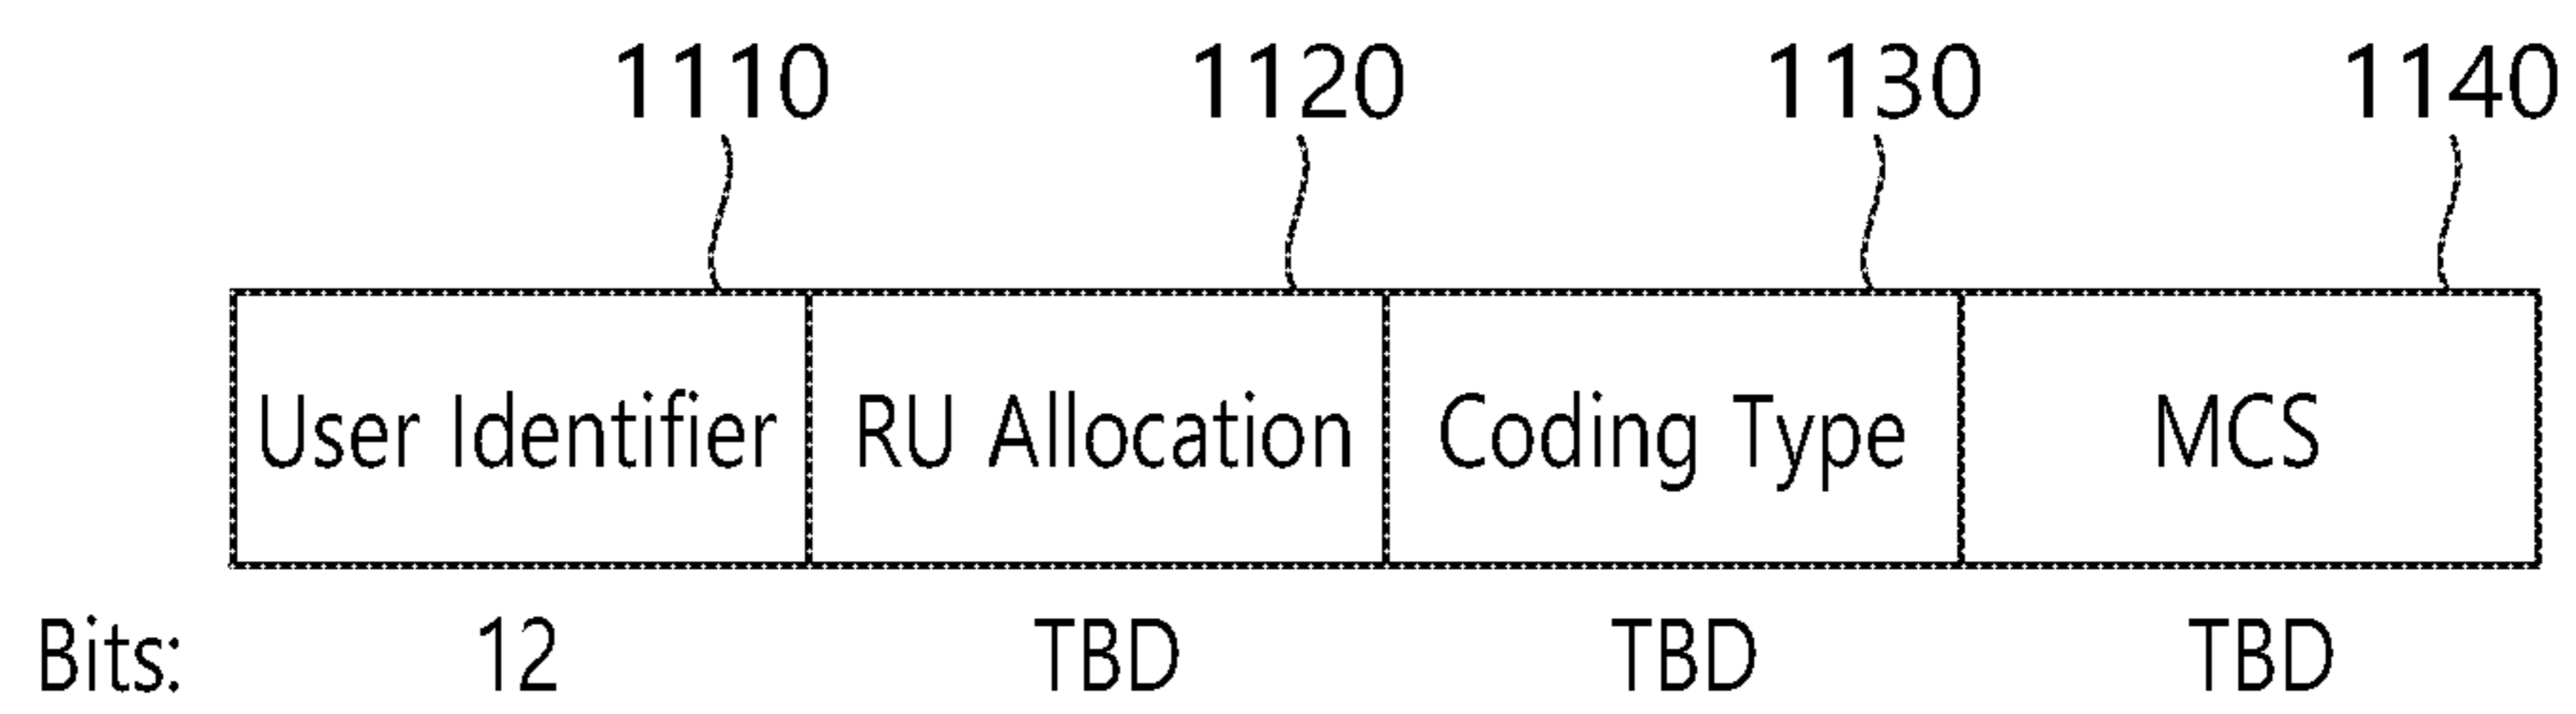 1110 1120 1130 1140
User Identifier RU Allocation Coding Type MCS
Bits: 12 TBD TBD TBD